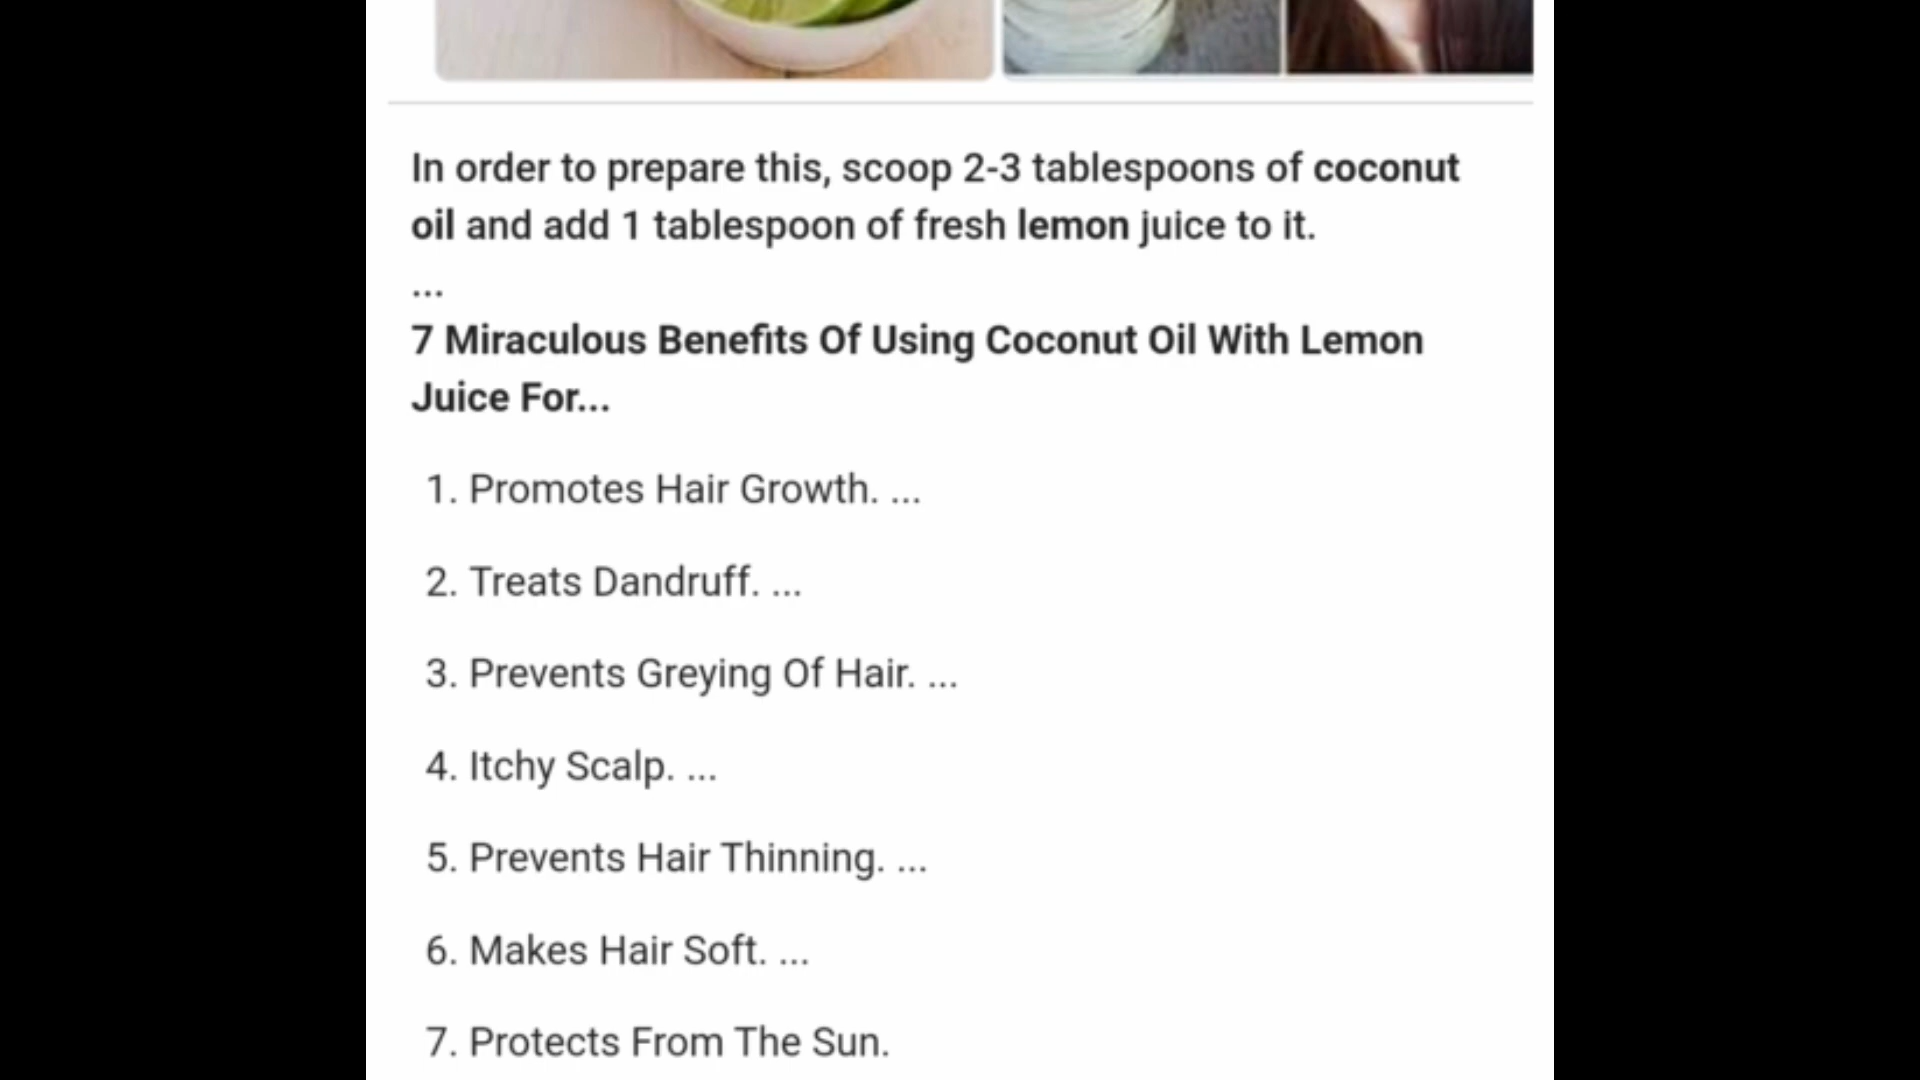 In order to prepare this, scoop 2-3 tablespoons of coconut
oil and add 1 tablespoon of fresh lemon juice to it.
...
7 Miraculous Benefits Of Using Coconut Oil With Lemon
Juice For...
1. Promotes Hair Growth. ...
2. Treats Dandruff. ...
3. Prevents Greying Of Hair. ...
4. Itchy Scalp. ...
5. Prevents Hair Thinning. ...
6. Makes Hair Soft. ...
7. Protects From The Sun.